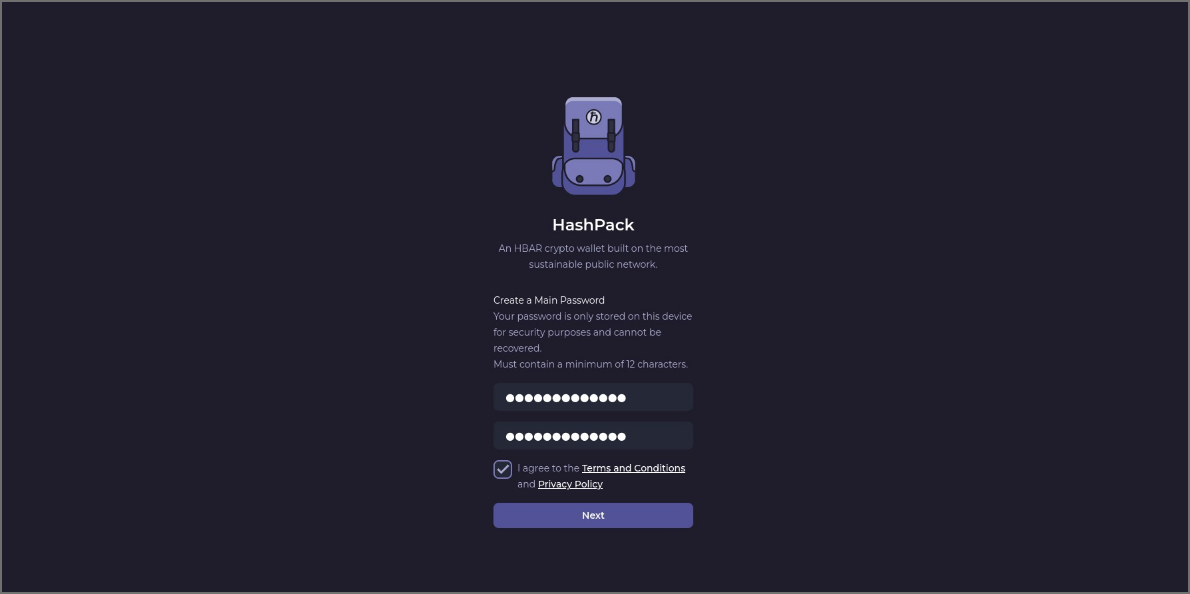 HashPack
An HBAR crypto wallet built on the most
sustainable public network.
Create a Main Password
Your password is only stored on this device
for security purposes and cannot be
recovered.
Must contain a minimum of 12 characters.
●●●●●●●●●●●●●
●●●●●●●●●●●●●
I agree to the Terms and Conditions
and Privacy Policy
Next